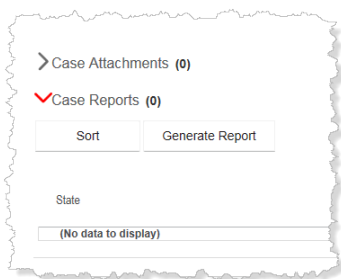 Case Attachments (0)
Case Reports (0)
Sort Generate Report
State
(No data to display)